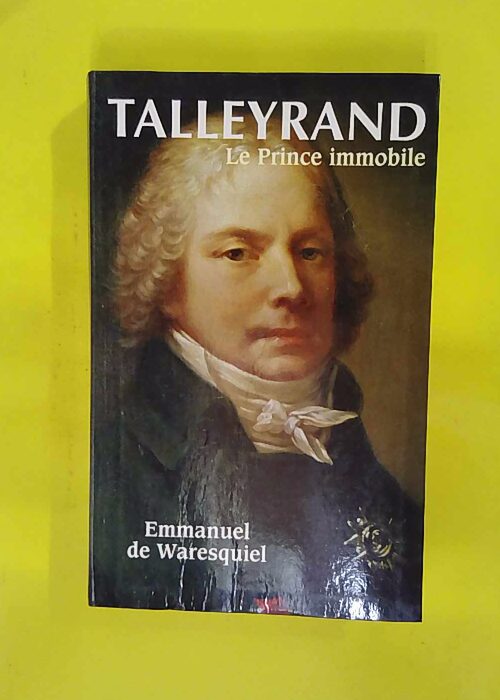 TALLEYRAND
Le Prince immobile
Emmanuel
de Waresquiel